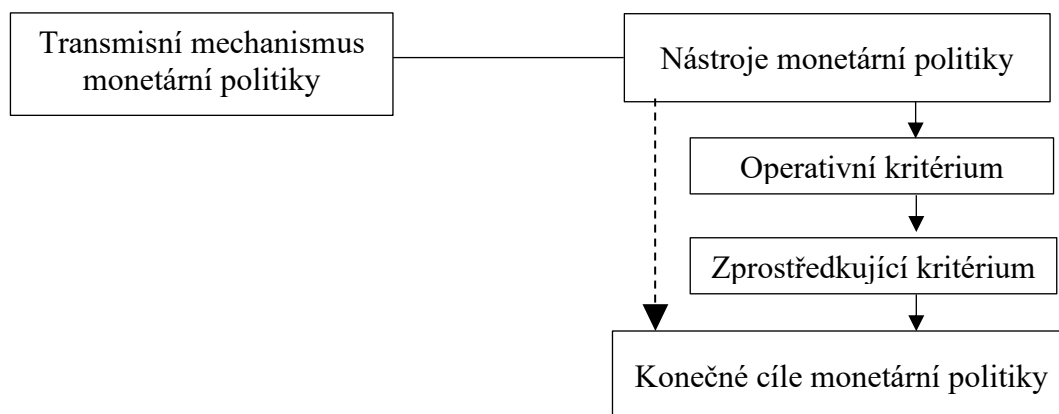 Transmisní mechanismus
monetární politiky
Nástroje monetární politiky
Operativní kritérium
Zprostředkující kritérium
Konečné cíle monetární politiky